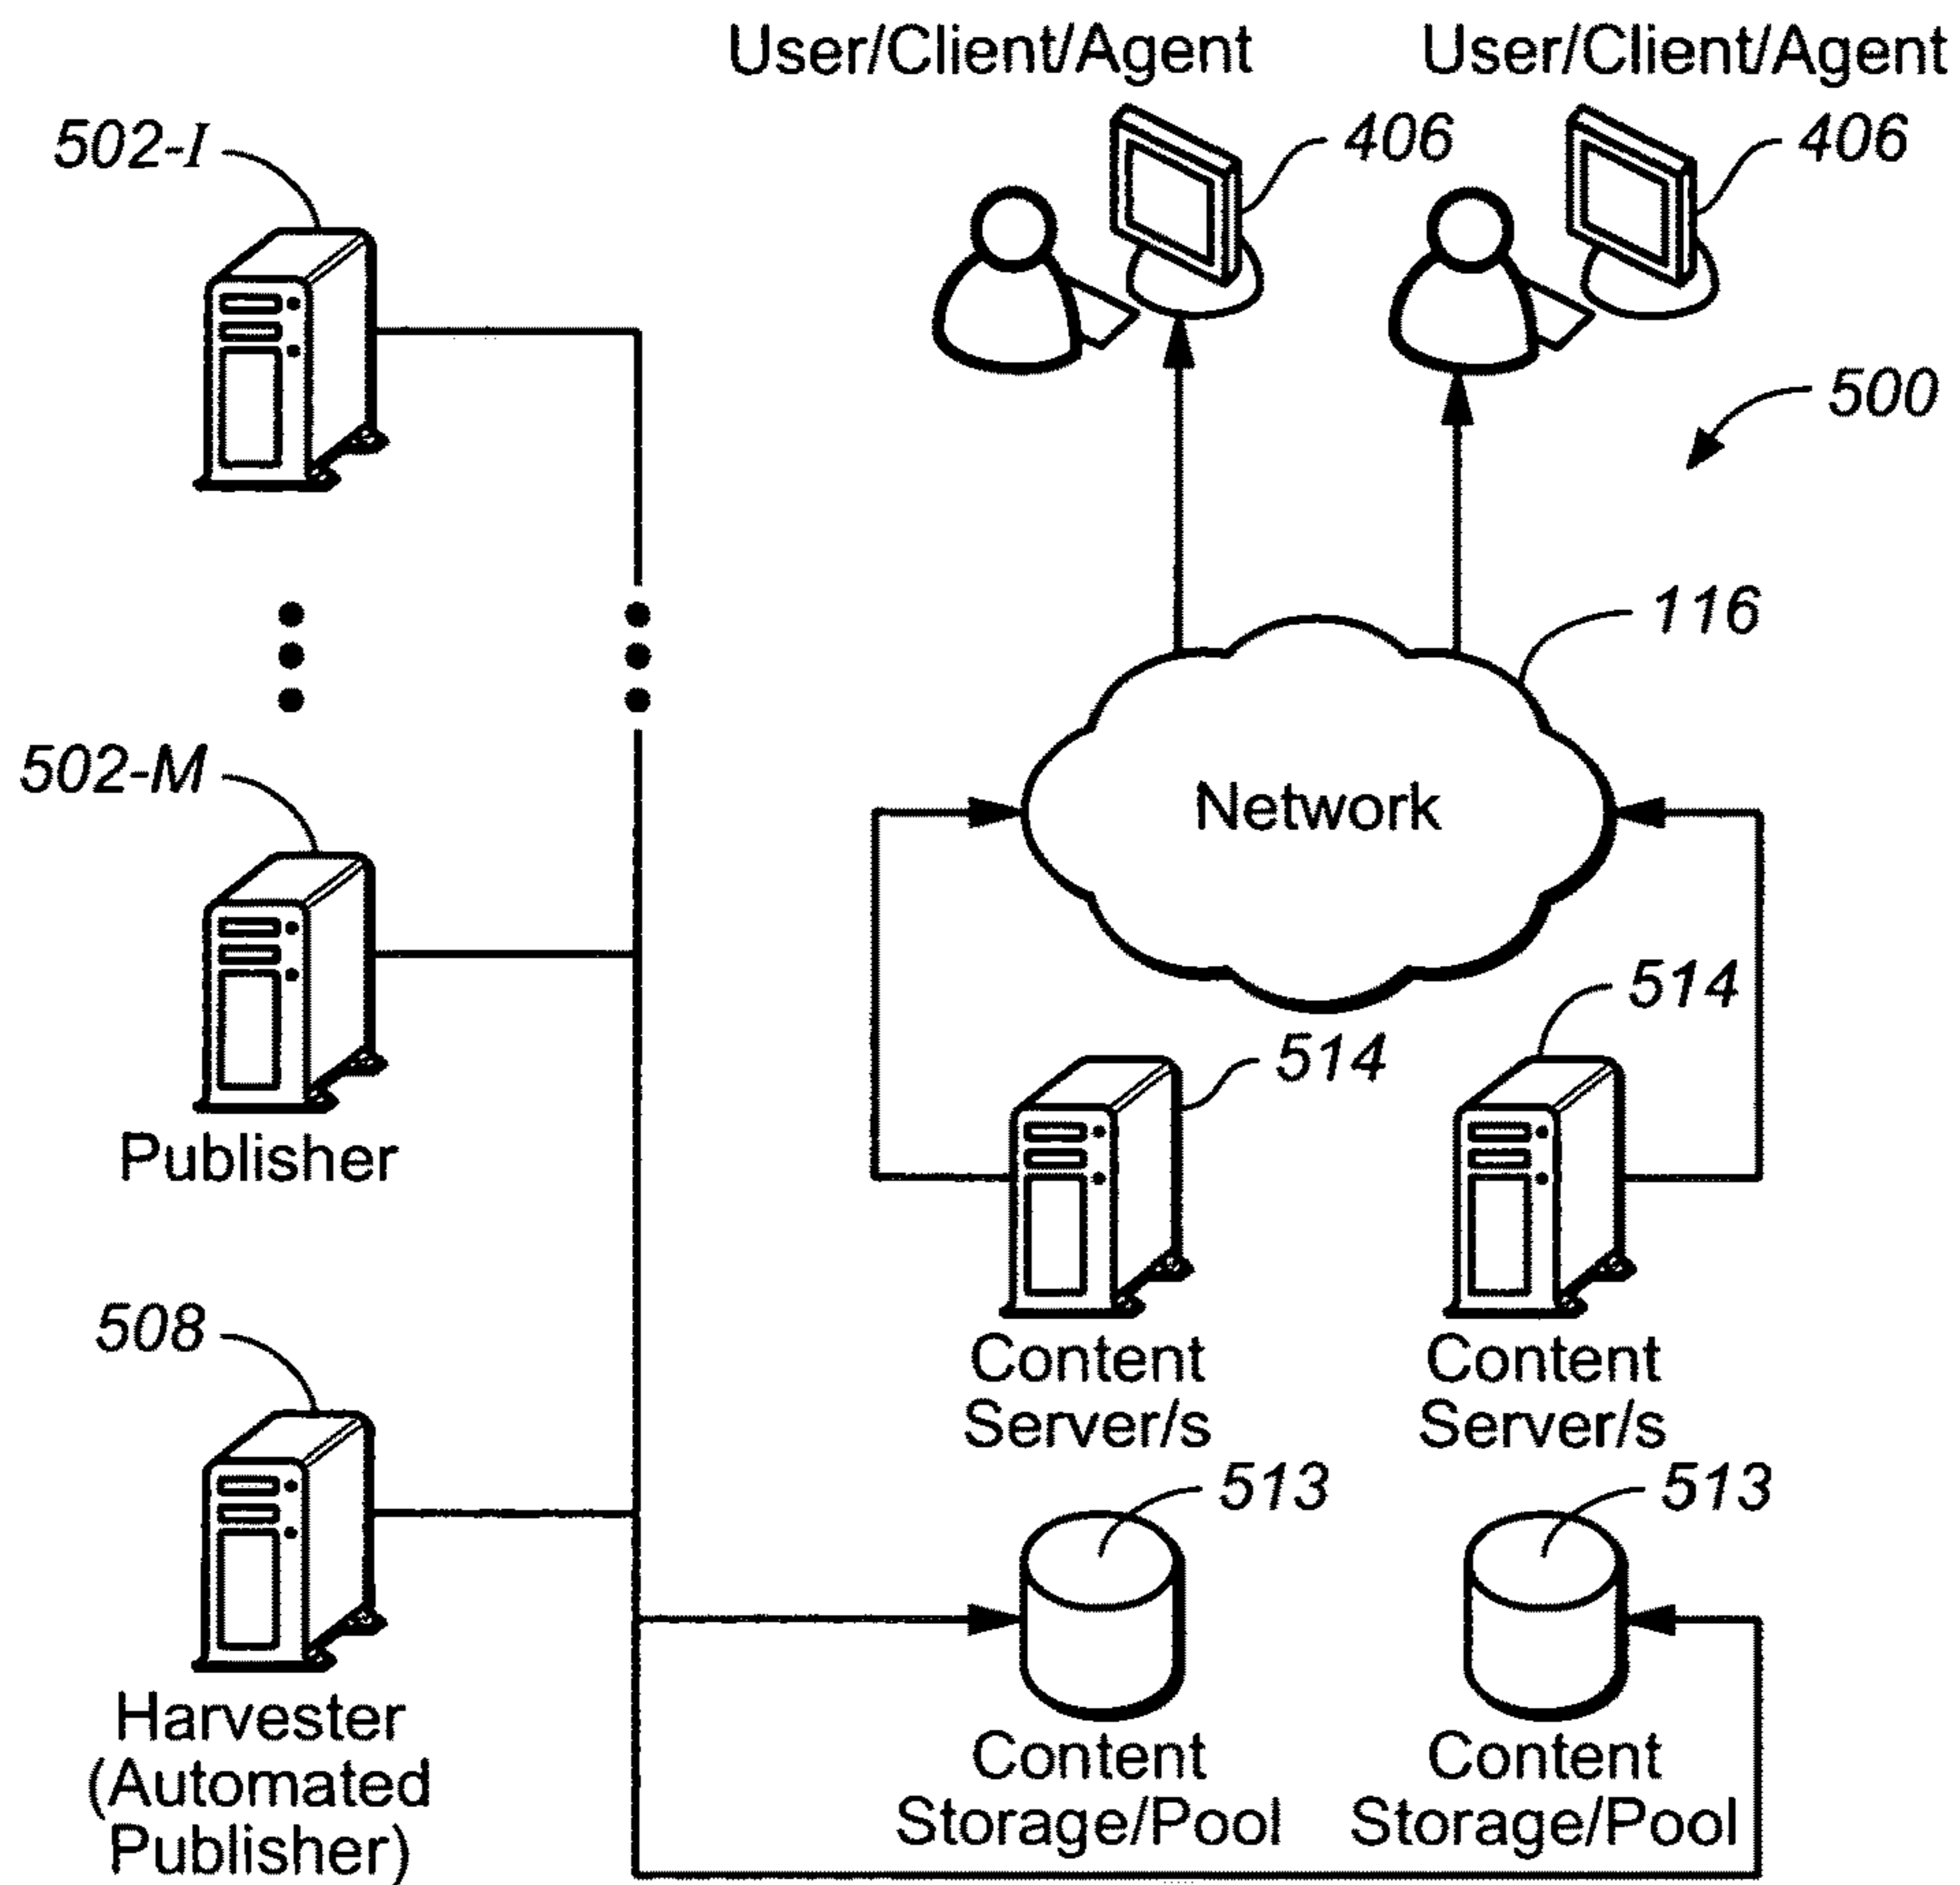 User/Client/Agent
User/Client/Agent
502-I
406
406
500
116
502-M
Network
514
514
Publisher
508
Content
Server/s
Content
Server/s
513
513
Harvester
(Automated
Publisher)
Content
Storage/Pool
Content
Storage/Pool